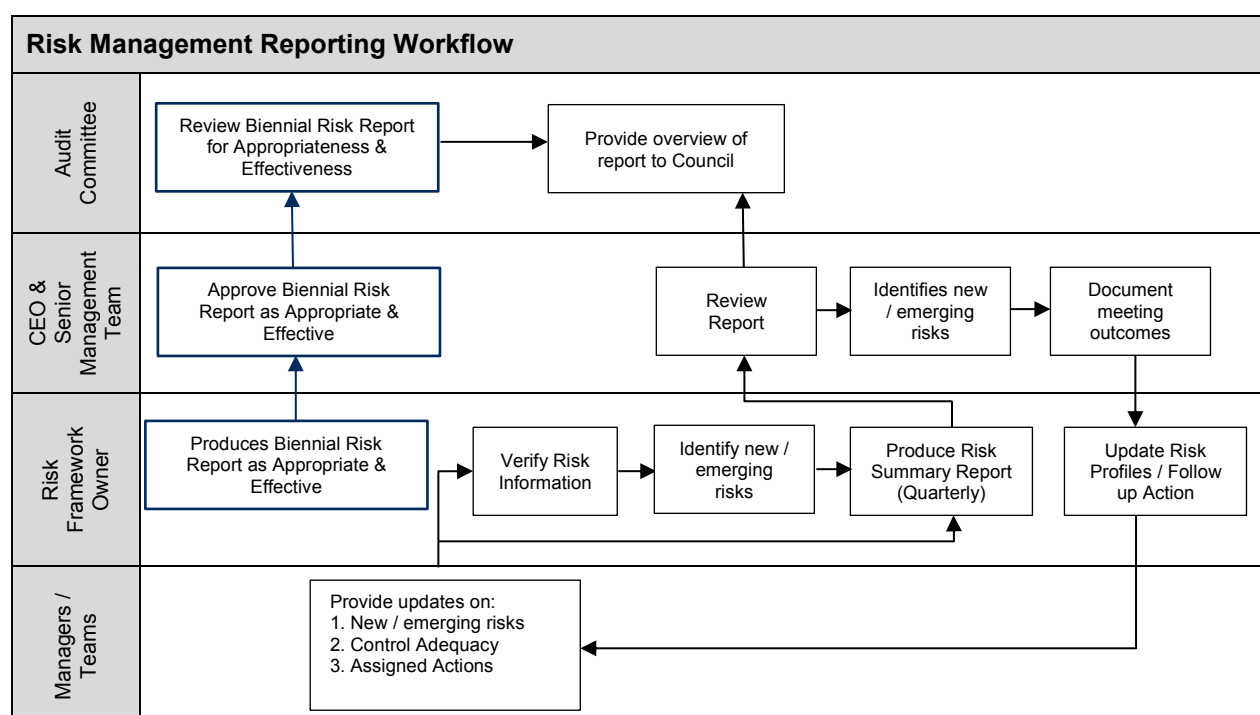 Risk Management Reporting Workflow
Audit
Committee
Review Biennial Risk Report
for Appropriateness &
Effectiveness
Provide overview of
report to Council
CEO &
Senior
Management
Team
Approve Biennial Risk
Report as Appropriate &
Effective
Review
Report
Identifies new
/ emerging
risks
Document
meeting
outcomes
Risk
Framework
Owner
Produces Biennial Risk
Report as Appropriate &
Effective
Verify Risk
Information
Identify new /
emerging
risks
Produce Risk
Summary Report
(Quarterly)
Update Risk
Profiles / Follow
up Action
Managers /
Teams
Provide updates on:
1. New / emerging risks
2. Control Adequacy
3. Assigned Actions